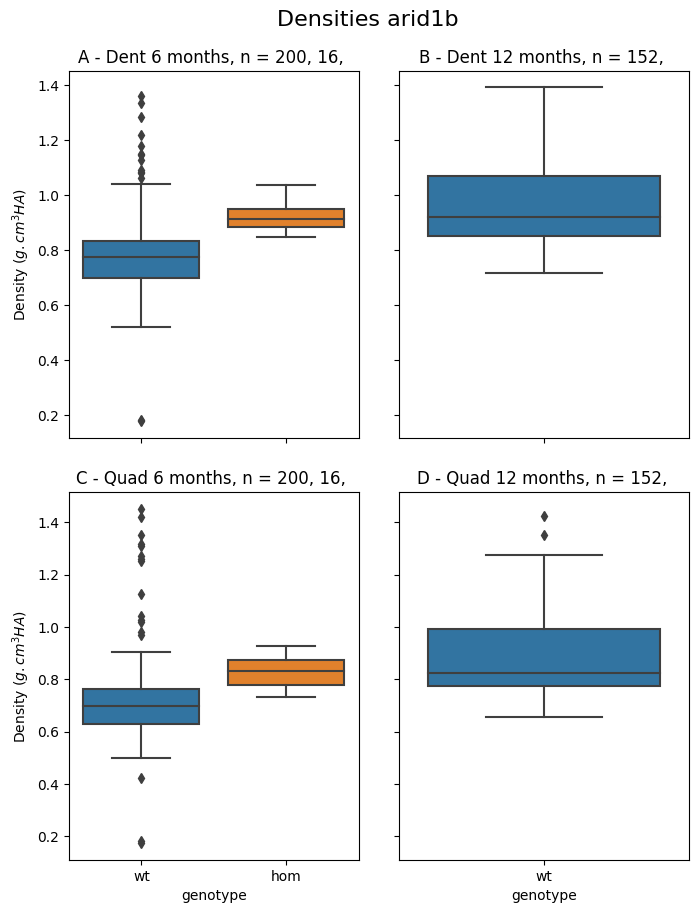 Densities arid1b
A - Dent 6 months, n = 200, 16,
B - Dent 12 months, n = 152,
1.4
1.2
1.0
0.8
0.6
0.4
0.2
Density (g.cm³HA)
C - Quad 6 months, n = 200, 16,
D - Quad 12 months, n = 152,
1.4
1.2
1.0
0.8
0.6
0.4
0.2
Density (g.cm³HA)
wt
hom
wt
genotype
genotype